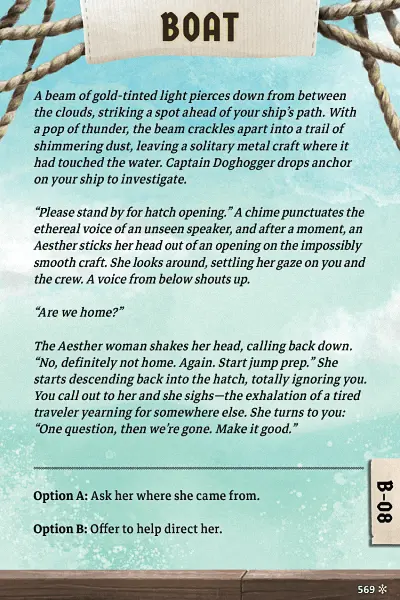 BOAT
A beam of gold-tinted light pierces down from between
the clouds, striking a spot ahead of your ship's path. With
a pop of thunder, the beam crackles apart into a trail of
shimmering dust, leaving a solitary metal craft where it
had touched the water. Captain Doghogger drops anchor
on your ship to investigate.
“Please stand by for hatch opening.” A chime punctuates the
ethereal voice of an unseen speaker, and after a moment, an
Aesther sticks her head out of an opening on the impossibly
smooth craft. She looks around, settling her gaze on you and
the crew. A voice from below shouts up.
“Are we home?”
The Aesther woman shakes her head, calling back down.
“No, definitely not home. Again. Start jump prep.” She
starts descending back into the hatch, totally ignoring you.
You call out to her and she sighs—the exhalation of a tired
traveler yearning for somewhere else. She turns to you:
“One question, then we're gone. Make it good.”
Option A: Ask her where she came from.
Option B: Offer to help direct her.
B-08
569